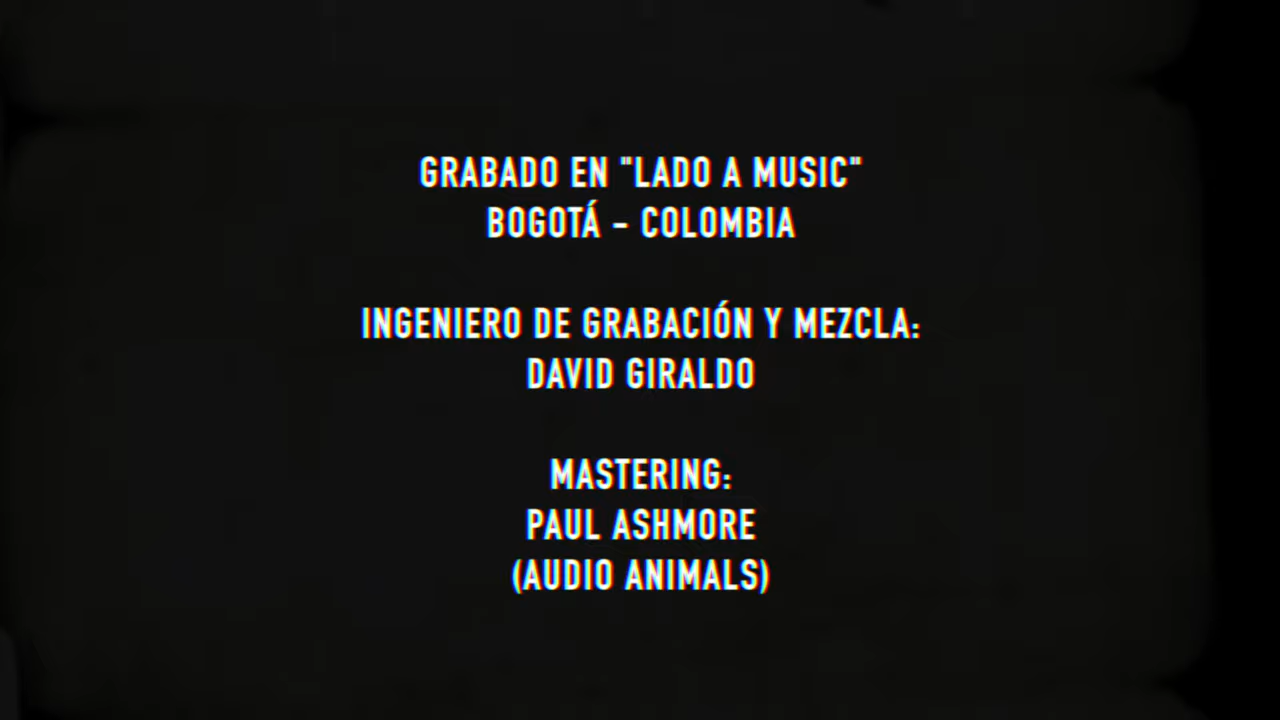 GRABADO EN "LADO A MUSIC"
BOGOTÁ - COLOMBIA
INGENIERO DE GRABACIÓN Y MEZCLA:
DAVID GIRALDO
MASTERING:
PAUL ASHMORE
(AUDIO ANIMALS)